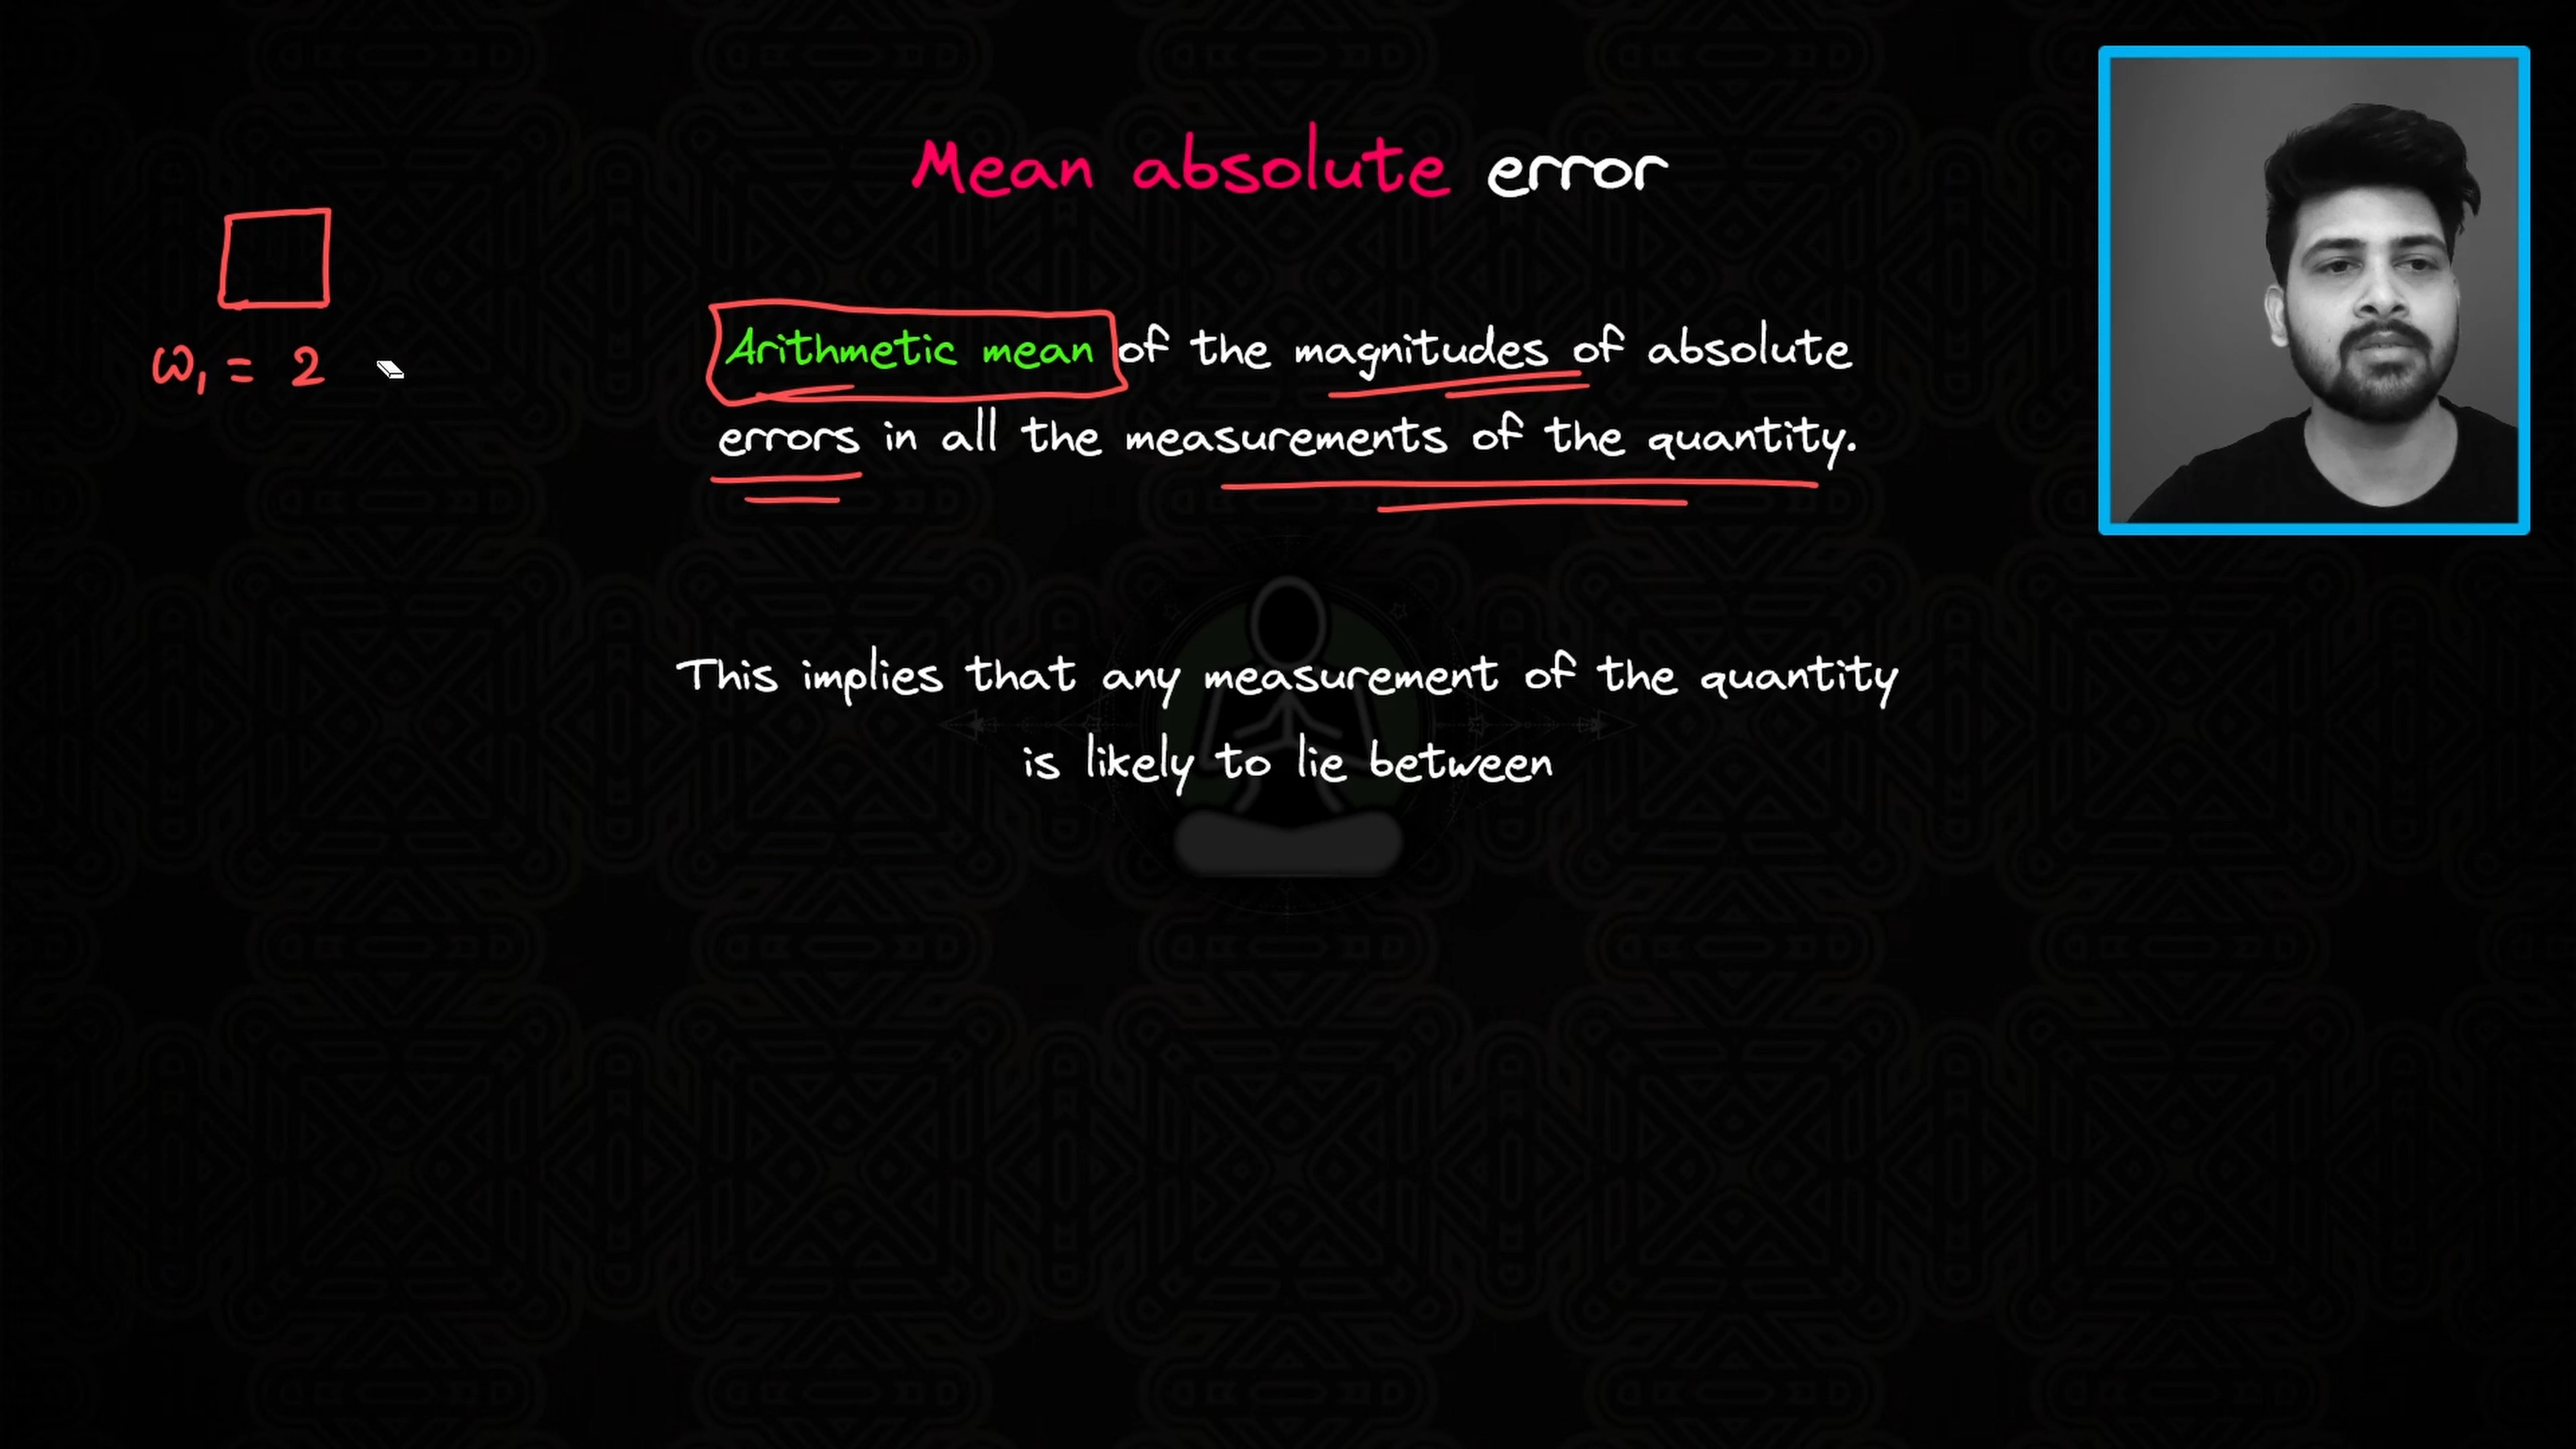 Mean absolute error
Arithmetic mean of the magnitudes of absolute
errors in all the measurements of the quantity.
ω₁ = 2
This implies that any measurement of the quantity
is likely to lie between